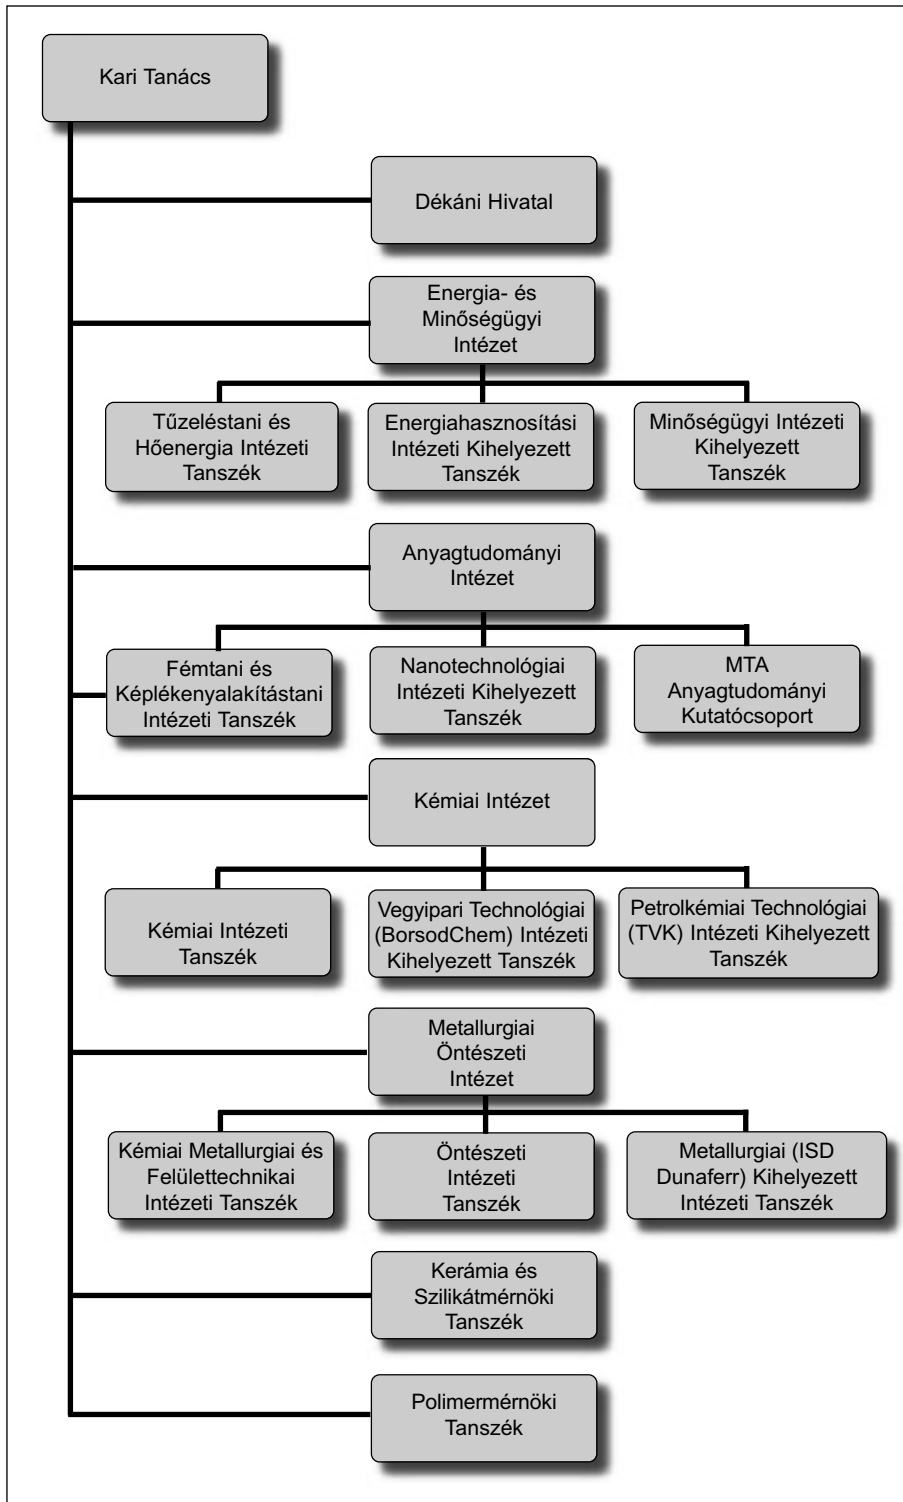 Kari Tanács
Dékáni Hivatal
Energia- és
Minőségügyi
Intézet
Tűzeléstani és
Hőenergia Intézeti
Tanszék
Energiahasznosítási
Intézeti Kihelyezett
Tanszék
Minőségügyi Intézeti
Kihelyezett
Tanszék
Anyagtudományi
Intézet
Fémtani és
Képlékenyalakítástani
Intézeti Tanszék
Nanotechnológiai
Intézeti Kihelyezett
Tanszék
MTA
Anyagtudományi
Kutatócsoport
Kémiai Intézet
Kémiai Intézeti
Tanszék
Vegyipari Technológiai
(BorsodChem) Intézeti
Kihelyezett Tanszék
Petrolkémiai Technológiai
(TVK) Intézeti Kihelyezett
Tanszék
Metallurgiai
Öntészeti
Intézet
Kémiai Metallurgiai és
Felülettechnikai
Intézeti Tanszék
Öntészeti
Intézeti
Tanszék
Metallurgiai (ISD
Dunaferr) Kihelyezett
Intézeti Tanszék
Kerámia és
Szilikátmérnöki
Tanszék
Polimermérnöki
Tanszék